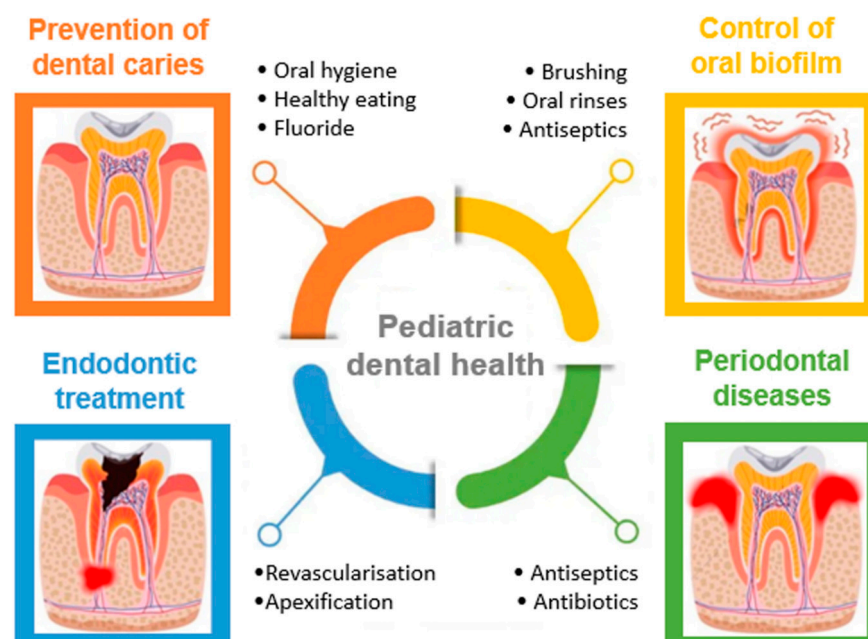 Prevention of
dental caries
• Oral hygiene
• Healthy eating
• Fluoride
• Brushing
• Oral rinses
• Antiseptics
Control of
oral biofilm
Pediatric
dental health
Endodontic
treatment
•Revascularisation
•Apexification
• Antiseptics
• Antibiotics
Periodontal
diseases